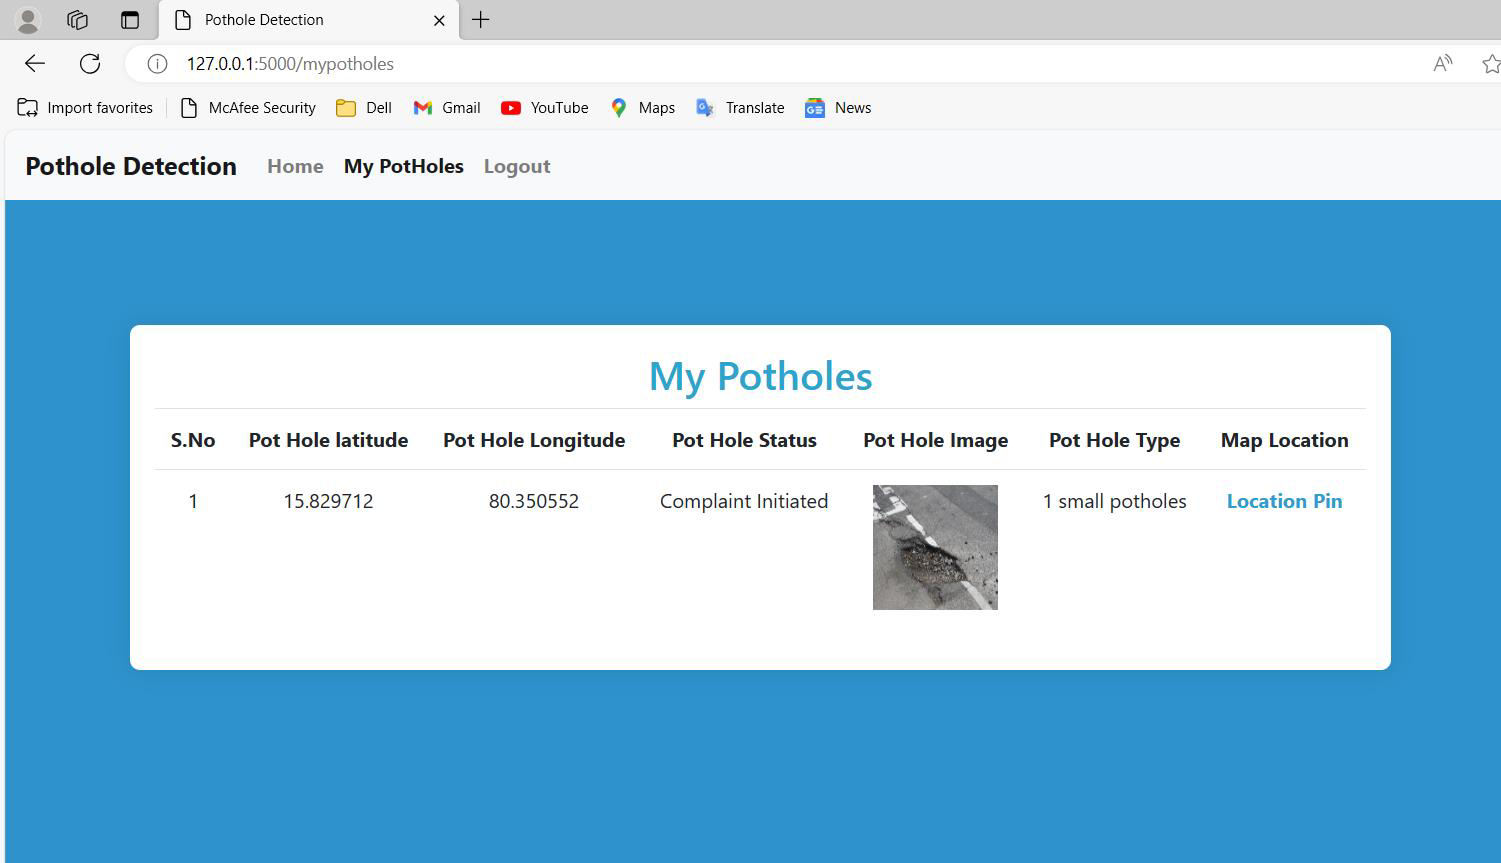 Pothole Detection
127.0.0.1:5000/mypotholes
Import favorites McAfee Security Dell Gmail YouTube Maps Translate News
Pothole Detection Home My PotHoles Logout
My Potholes
S.No Pot Hole latitude Pot Hole Longitude Pot Hole Status Pot Hole Image Pot Hole Type Map Location
1 15.829712 80.350552 Complaint Initiated 1 small potholes Location Pin